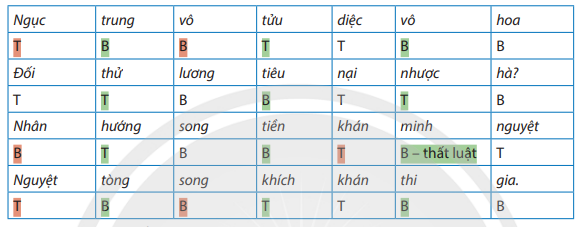 Ngục trung vô tửu diệc vô hoa
T B B T T B B
Đối thử lương tiêu nại nhược hà?
T T B B T T B
Nhân hướng song tiền khán minh nguyệt
B T B B T B – thất luật T
Nguyệt tòng song khích khán thi gia.
T B B T T B B